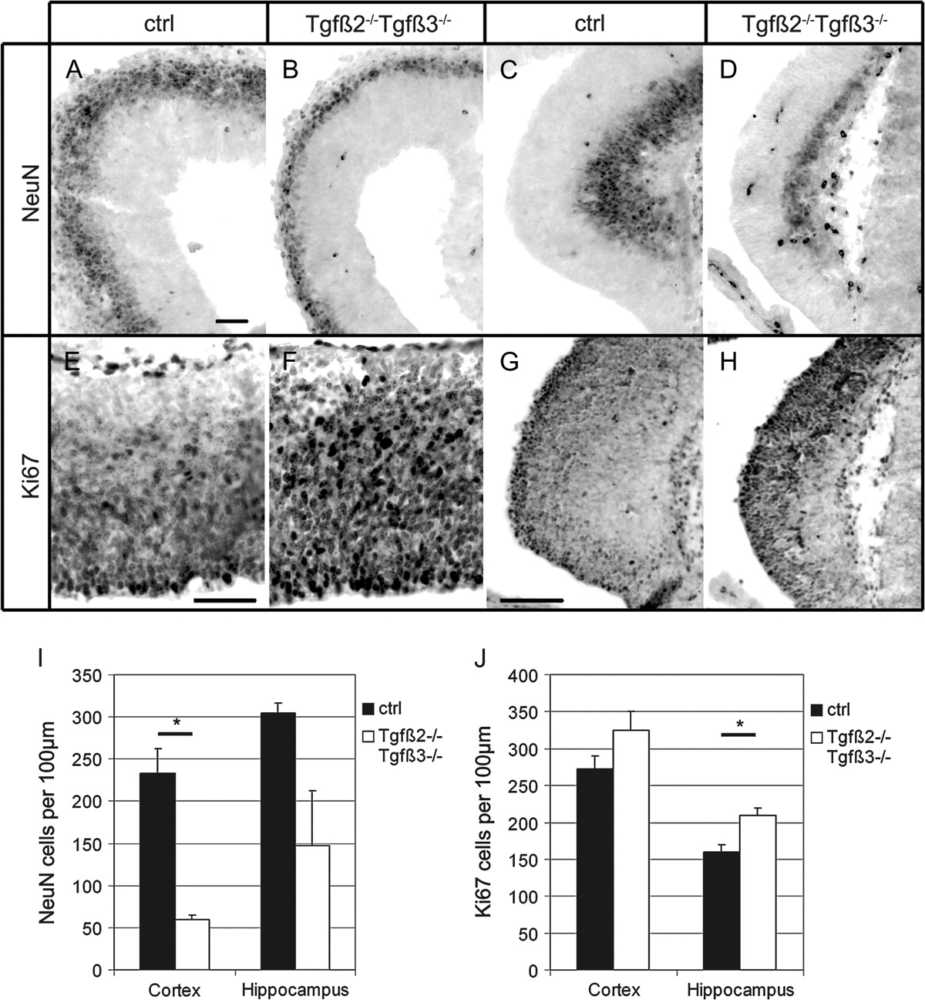 ctrl
Tgfß2-/-Tgfß3-/-
ctrl
Tgfß2-/-Tgfß3-/-
NeuN
A
B
C
D
Ki67
E
F
G
H
I
NeuN cells per 100µm
350
300
250
200
150
100
50
0
*
Cortex
Hippocampus
ctrl
Tgfß2-/-
Tgfß3-/-
J
Ki67 cells per 100µm
400
350
300
250
200
150
100
50
0
*
Cortex
Hippocampus
ctrl
Tgfß2-/-
Tgfß3-/-